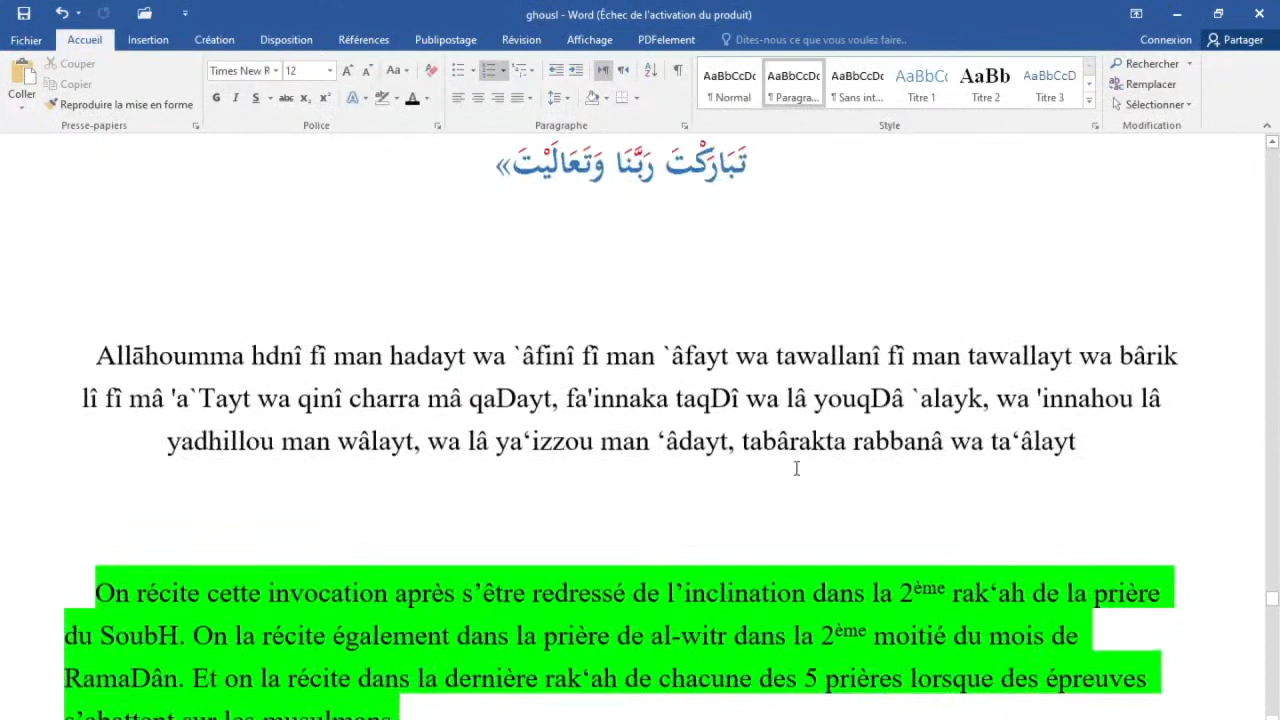 ghousl - Word (Échec de l'activation du produit)
Fichier Accueil Insertion Création Disposition Références Publipostage Révision Affichage PDFelement Dites-nous ce que vous voulez faire.. Connexion Partager
Coller
Couper
Copier
Reproduire la mise en forme
Presse-papiers
Times New R 12
Police
Paragraphe
AaBbCcDc AaBbCcDc AaBbCcDc AaBbCc AaBb AaBbCcD
¶ Normal ¶ Paragra... ¶ Sans int... Titre 1 Titre 2 Titre 3
Style
Rechercher
Remplacer
Sélectionner
Modification
تَبَارَكْتَ رَبَّنَا وَتَعَالَيْتَ»
Allāhoumma hdnî fî man hadayt wa `âfinî fî man `âfayt wa tawallanî fî man tawallayt wa bârik
lî fî mâ 'a`Tayt wa qinî charra mâ qaDayt, fa'innaka taqDî wa lâ youqDâ `alayk, wa 'innahou lâ
yadhillou man wâlayt, wa lâ ya‘izzou man ‘âdayt, tabârakta rabbanâ wa ta‘âlayt
On récite cette invocation après s’être redressé de l’inclination dans la 2ème rak‘ah de la prière
du SoubH. On la récite également dans la prière de al-witr dans la 2ème moitié du mois de
RamaDân. Et on la récite dans la dernière rak‘ah de chacune des 5 prières lorsque des épreuves
s’abattent sur les musulmans